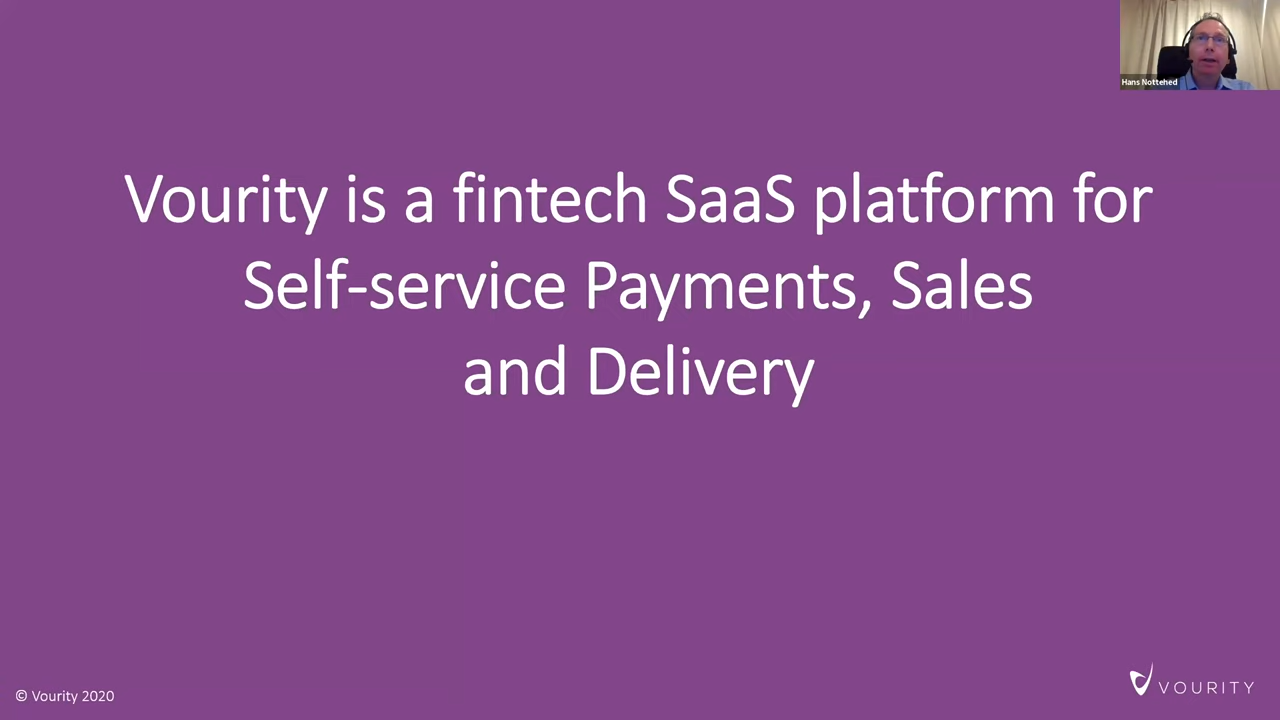 Hans Nottehed
Vourity is a fintech SaaS platform for
Self-service Payments, Sales
and Delivery
© Vourity 2020
VOURITY